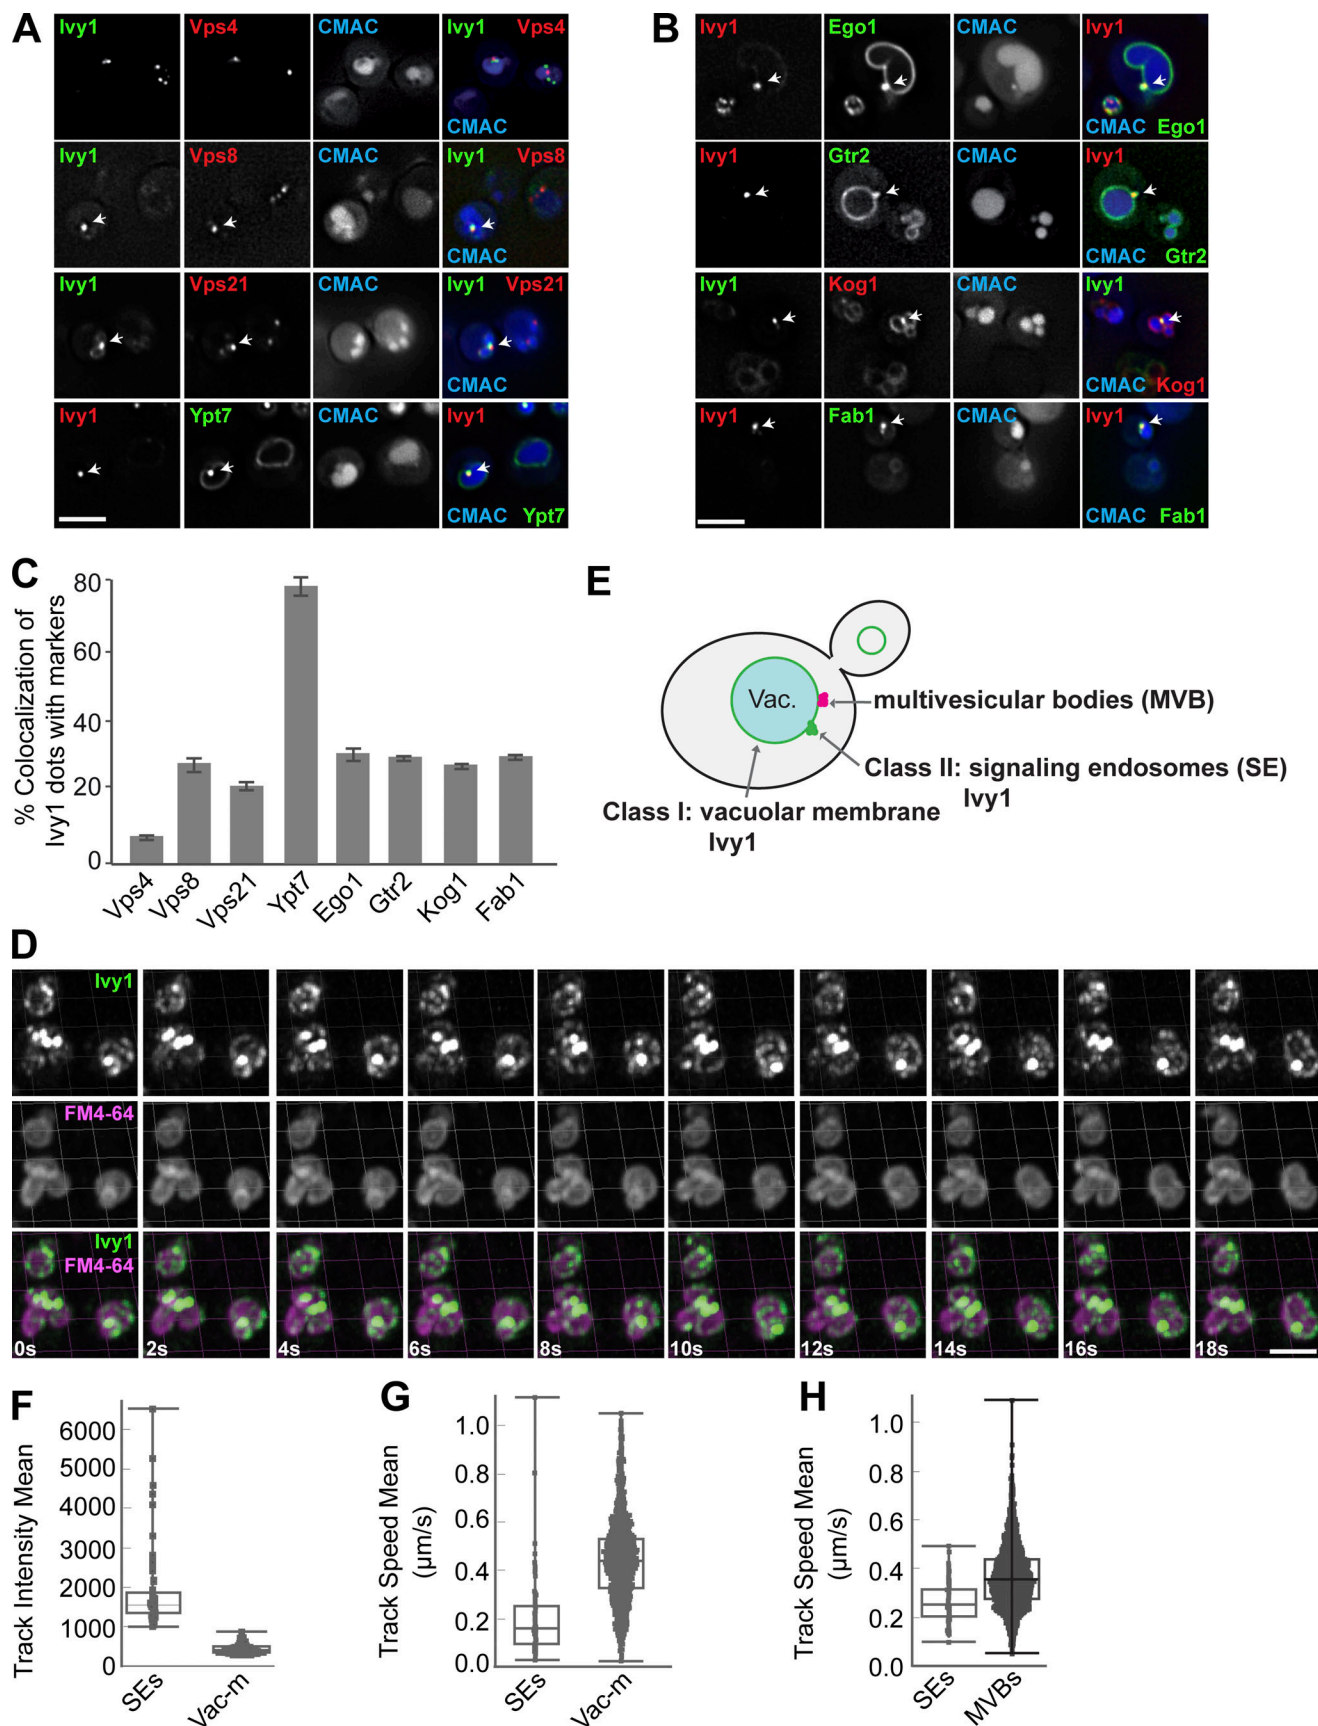 A
Ivy1 Vps4 CMAC Ivy1 Vps4
CMAC
Ivy1 Vps8 CMAC Ivy1 Vps8
CMAC
Ivy1 Vps21 CMAC Ivy1 Vps21
CMAC
Ivy1 Ypt7 CMAC Ivy1
CMAC Ypt7
B
Ivy1 Ego1 CMAC Ivy1
CMAC Ego1
Ivy1 Gtr2 CMAC Ivy1
CMAC Gtr2
Ivy1 Kog1 CMAC Ivy1
CMAC Kog1
Ivy1 Fab1 CMAC Ivy1
CMAC Fab1
C
% Colocalization of
Ivy1 dots with markers
80
60
40
20
0
Vps4 Vps8 Vps21 Ypt7 Ego1 Gtr2 Kog1 Fab1
E
Vac.
multivesicular bodies (MVB)
Class II: signaling endosomes (SE)
Ivy1
Class I: vacuolar membrane
Ivy1
D
Ivy1
FM4-64
Ivy1
FM4-64
0s 2s 4s 6s 8s 10s 12s 14s 16s 18s
F
Track Intensity Mean
6000
5000
4000
3000
2000
1000
0
SEs Vac-m
G
Track Speed Mean
(µm/s)
1.0
0.8
0.6
0.4
0.2
0.0
SEs Vac-m
H
Track Speed Mean
(µm/s)
1.0
0.8
0.6
0.4
0.2
0.0
SEs MVBs